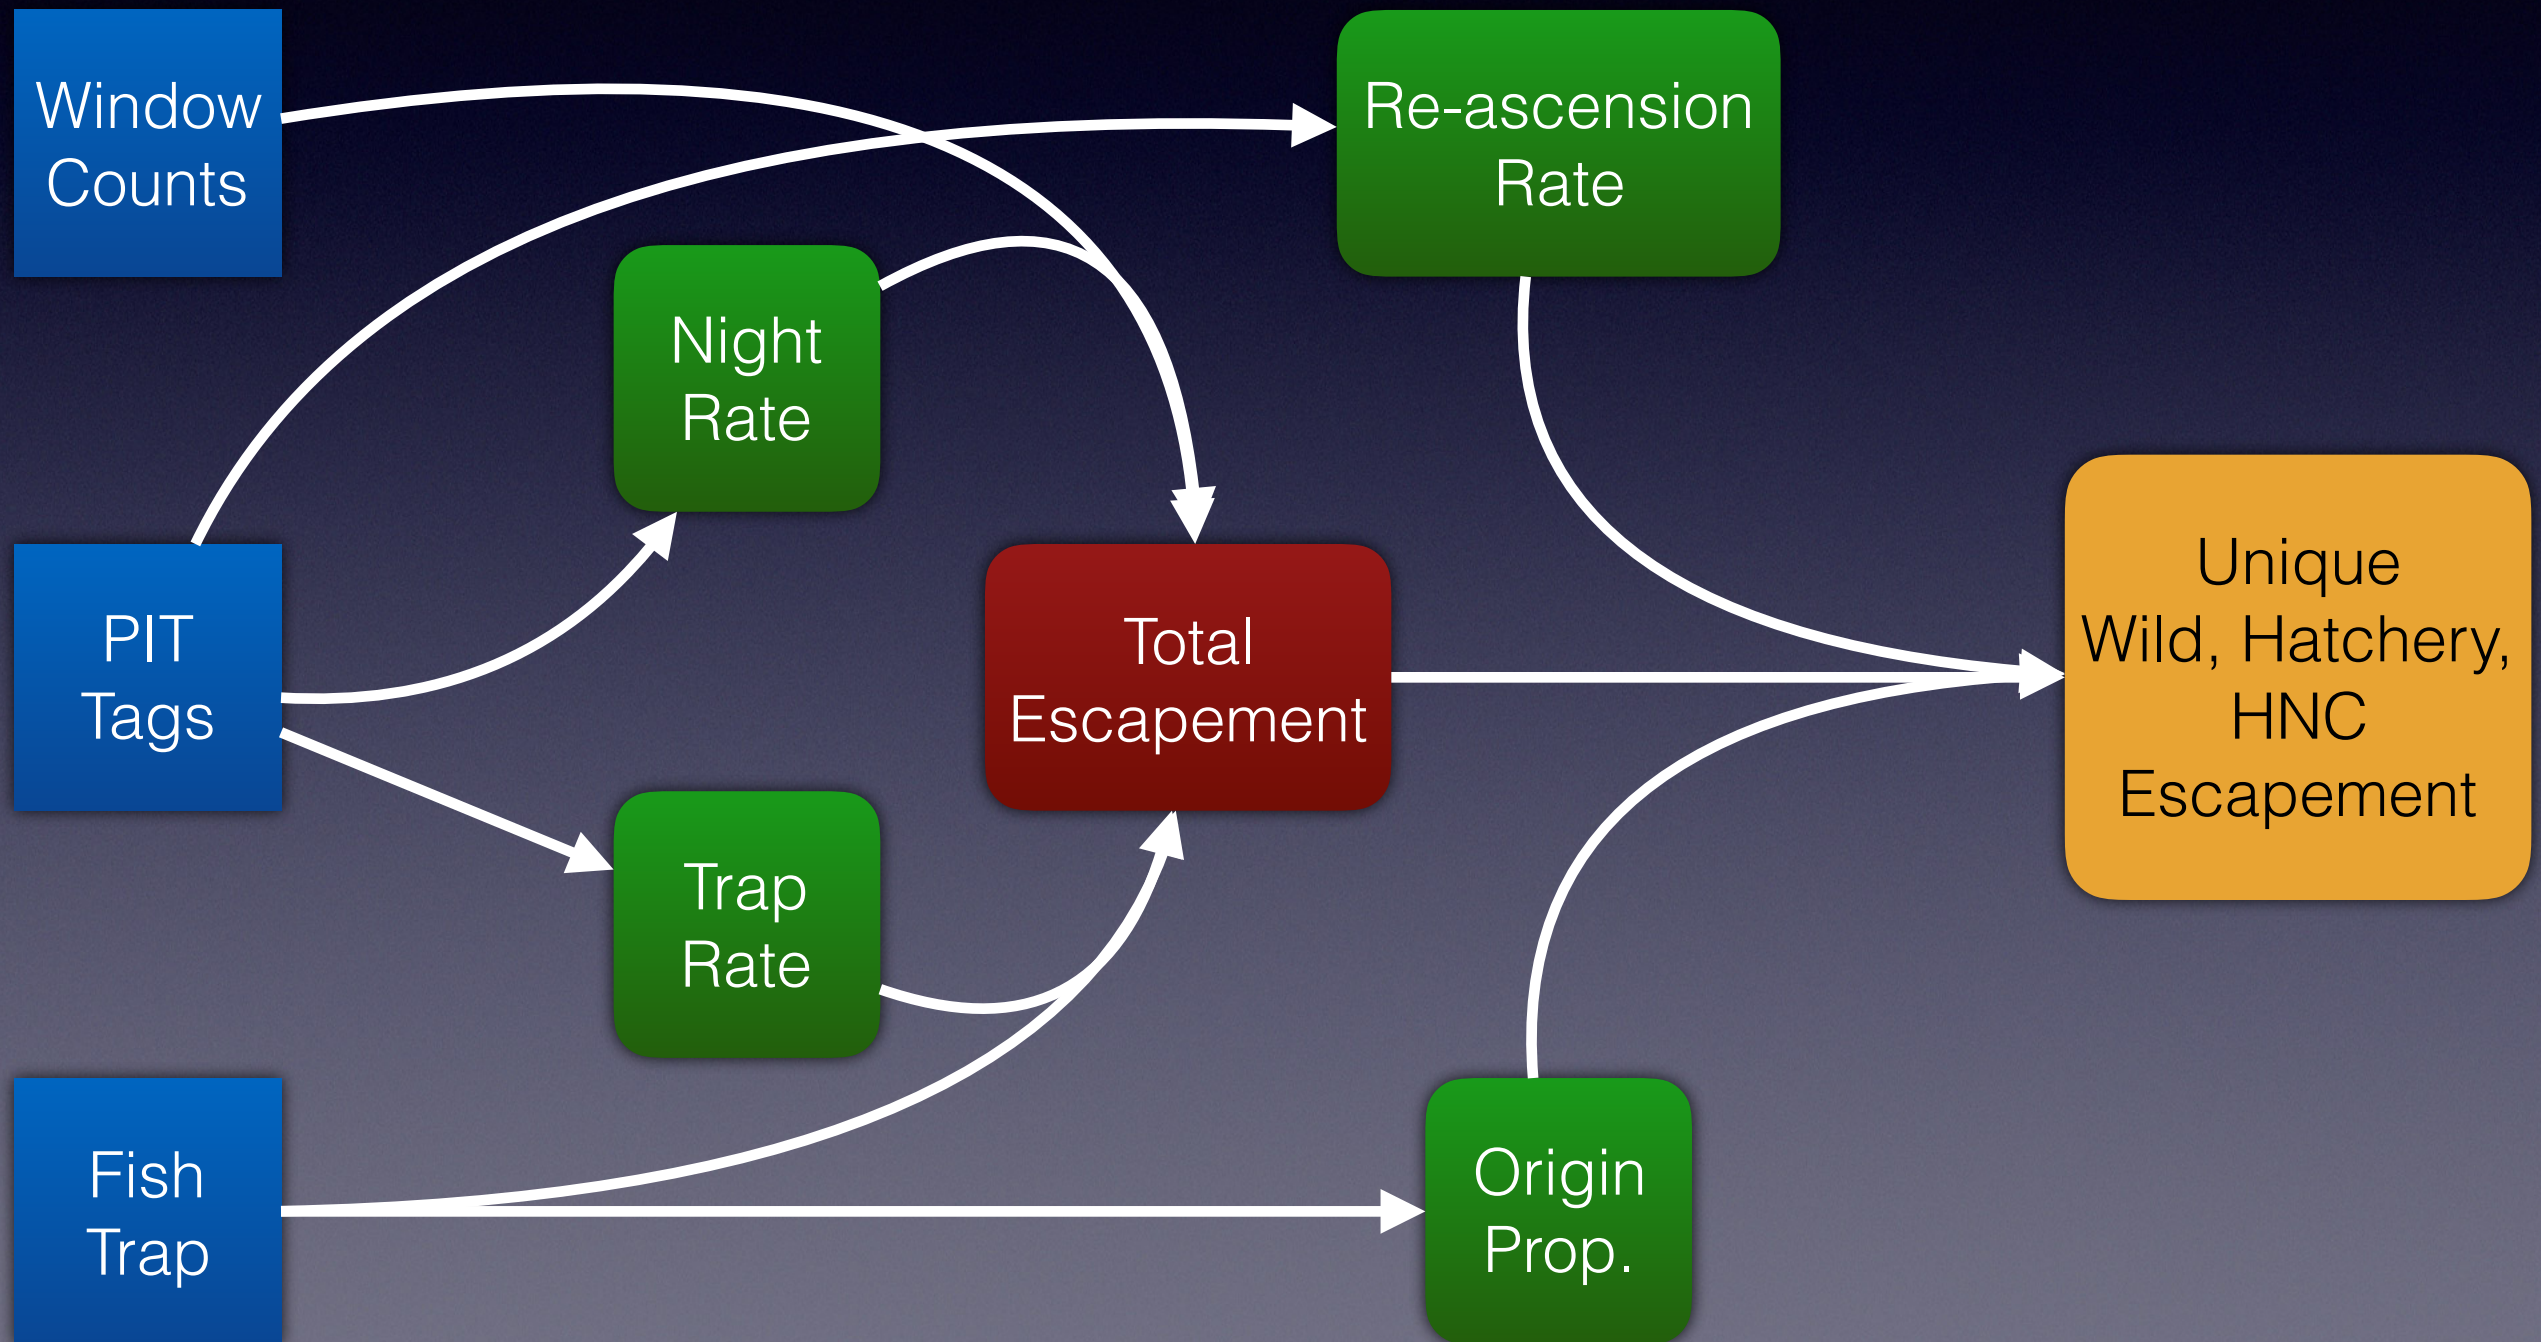 Window
Counts
Re-ascension
Rate
Night
Rate
PIT
Tags
Total
Escapement
Unique
Wild, Hatchery,
HNC
Escapement
Trap
Rate
Fish
Trap
Origin
Prop.